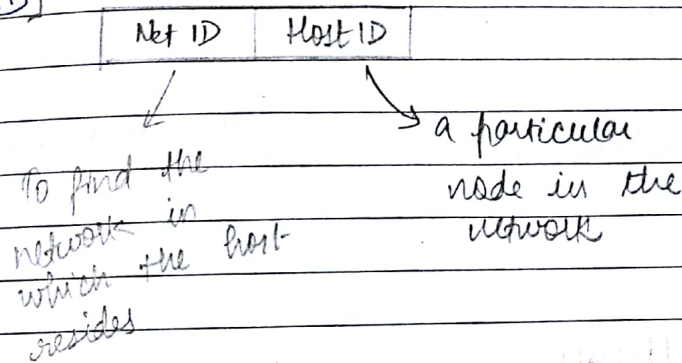 Net ID Host ID
To find the
network in
which the host
resides
a particular
node in the
network